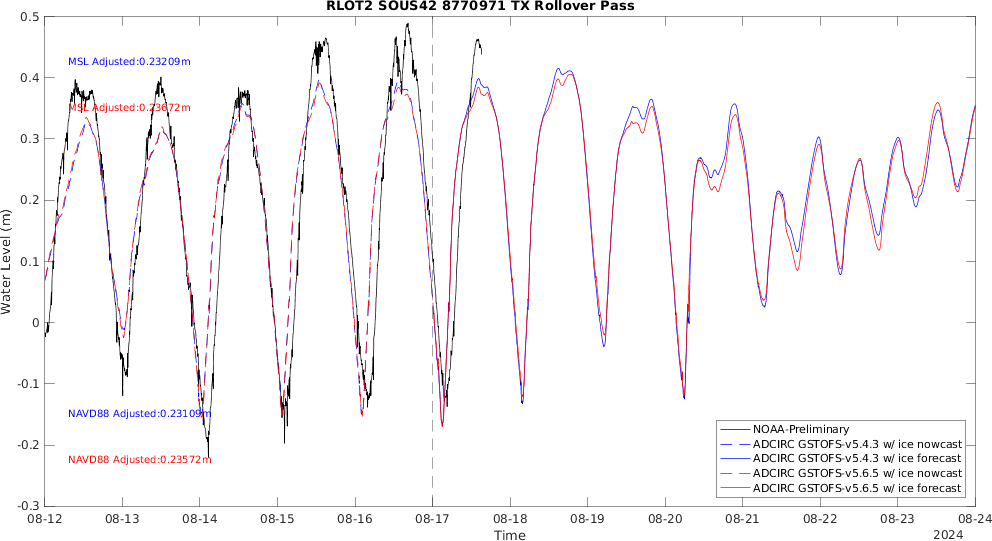 RLOT2 SOUS42 8770971 TX Rollover Pass
0.5
0.4
0.3
0.2
0.1
0
-0.1
-0.2
-0.3
Water Level (m)
MSL Adjusted:0.23209m
MSL Adjusted:0.23672m
NAVD88 Adjusted:0.23109m
NAVD88 Adjusted:0.23572m
NOAA-Preliminary
ADCIRC GSTOFS-v5.4.3 w/ ice nowcast
ADCIRC GSTOFS-v5.4.3 w/ ice forecast
ADCIRC GSTOFS-v5.6.5 w/ ice nowcast
ADCIRC GSTOFS-v5.6.5 w/ ice forecast
08-12 08-13 08-14 08-15 08-16 08-17 08-18 08-19 08-20 08-21 08-22 08-23 08-24
Time
2024